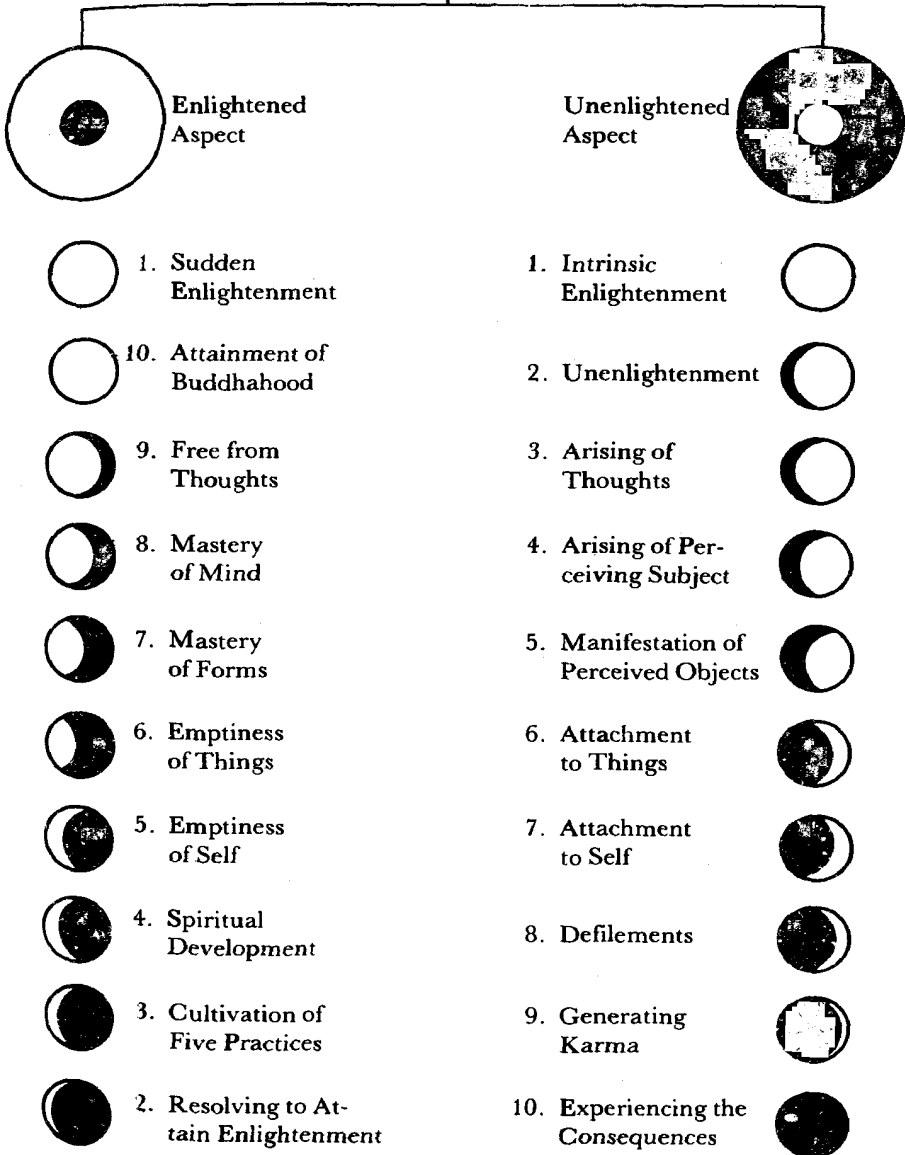 Enlightened
Aspect
Unenlightened
Aspect
1. Sudden
Enlightenment
10. Attainment of
Buddhahood
9. Free from
Thoughts
8. Mastery
of Mind
7. Mastery
of Forms
6. Emptiness
of Things
5. Emptiness
of Self
4. Spiritual
Development
3. Cultivation of
Five Practices
2. Resolving to At-
tain Enlightenment
1. Intrinsic
Enlightenment
2. Unenlightenment
3. Arising of
Thoughts
4. Arising of Per-
ceiving Subject
5. Manifestation of
Perceived Objects
6. Attachment
to Things
7. Attachment
to Self
8. Defilements
9. Generating
Karma
10. Experiencing the
Consequences